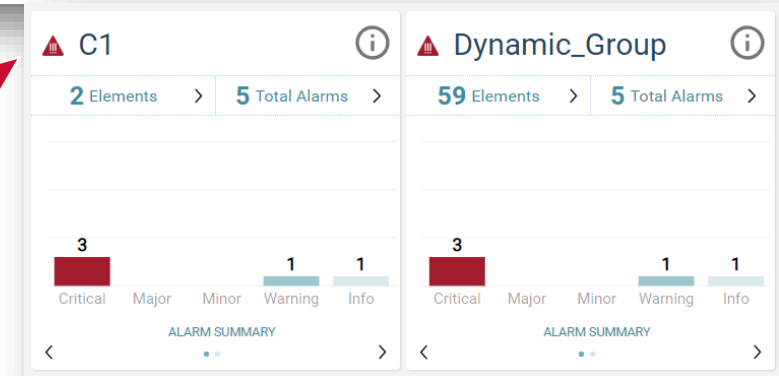 C1
2 Elements 5 Total Alarms
3 1 1
Critical Major Minor Warning Info
ALARM SUMMARY
Dynamic_Group
59 Elements 5 Total Alarms
3 1 1
Critical Major Minor Warning Info
ALARM SUMMARY